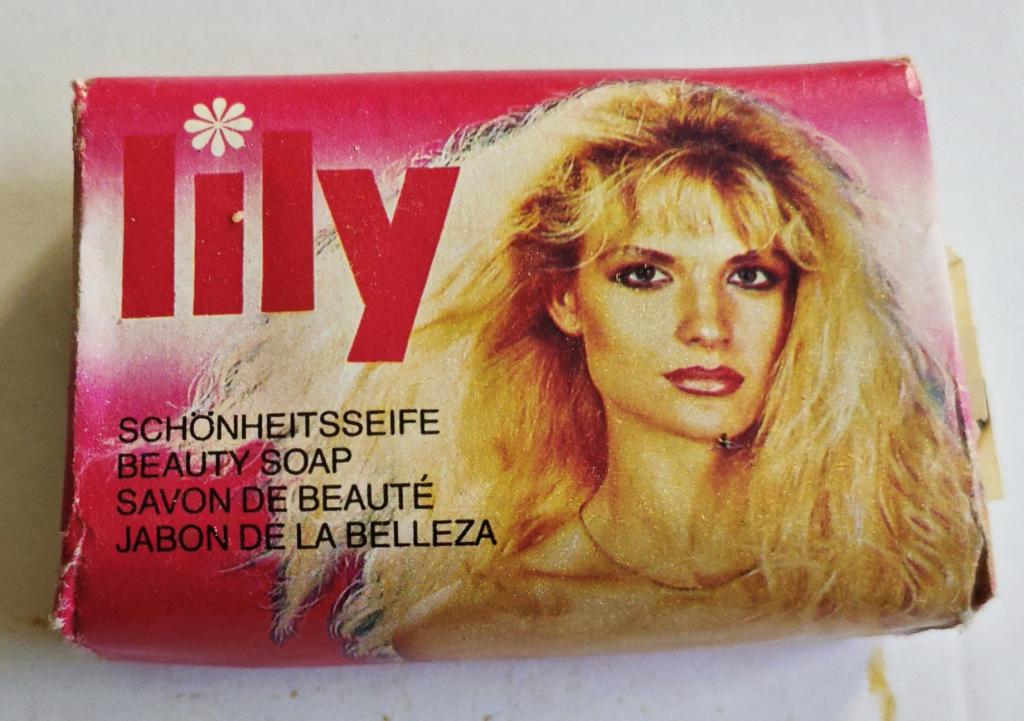 lily
SCHÖNHEITSSEIFE
BEAUTY SOAP
SAVON DE BEAUTÉ
JABON DE LA BELLEZA